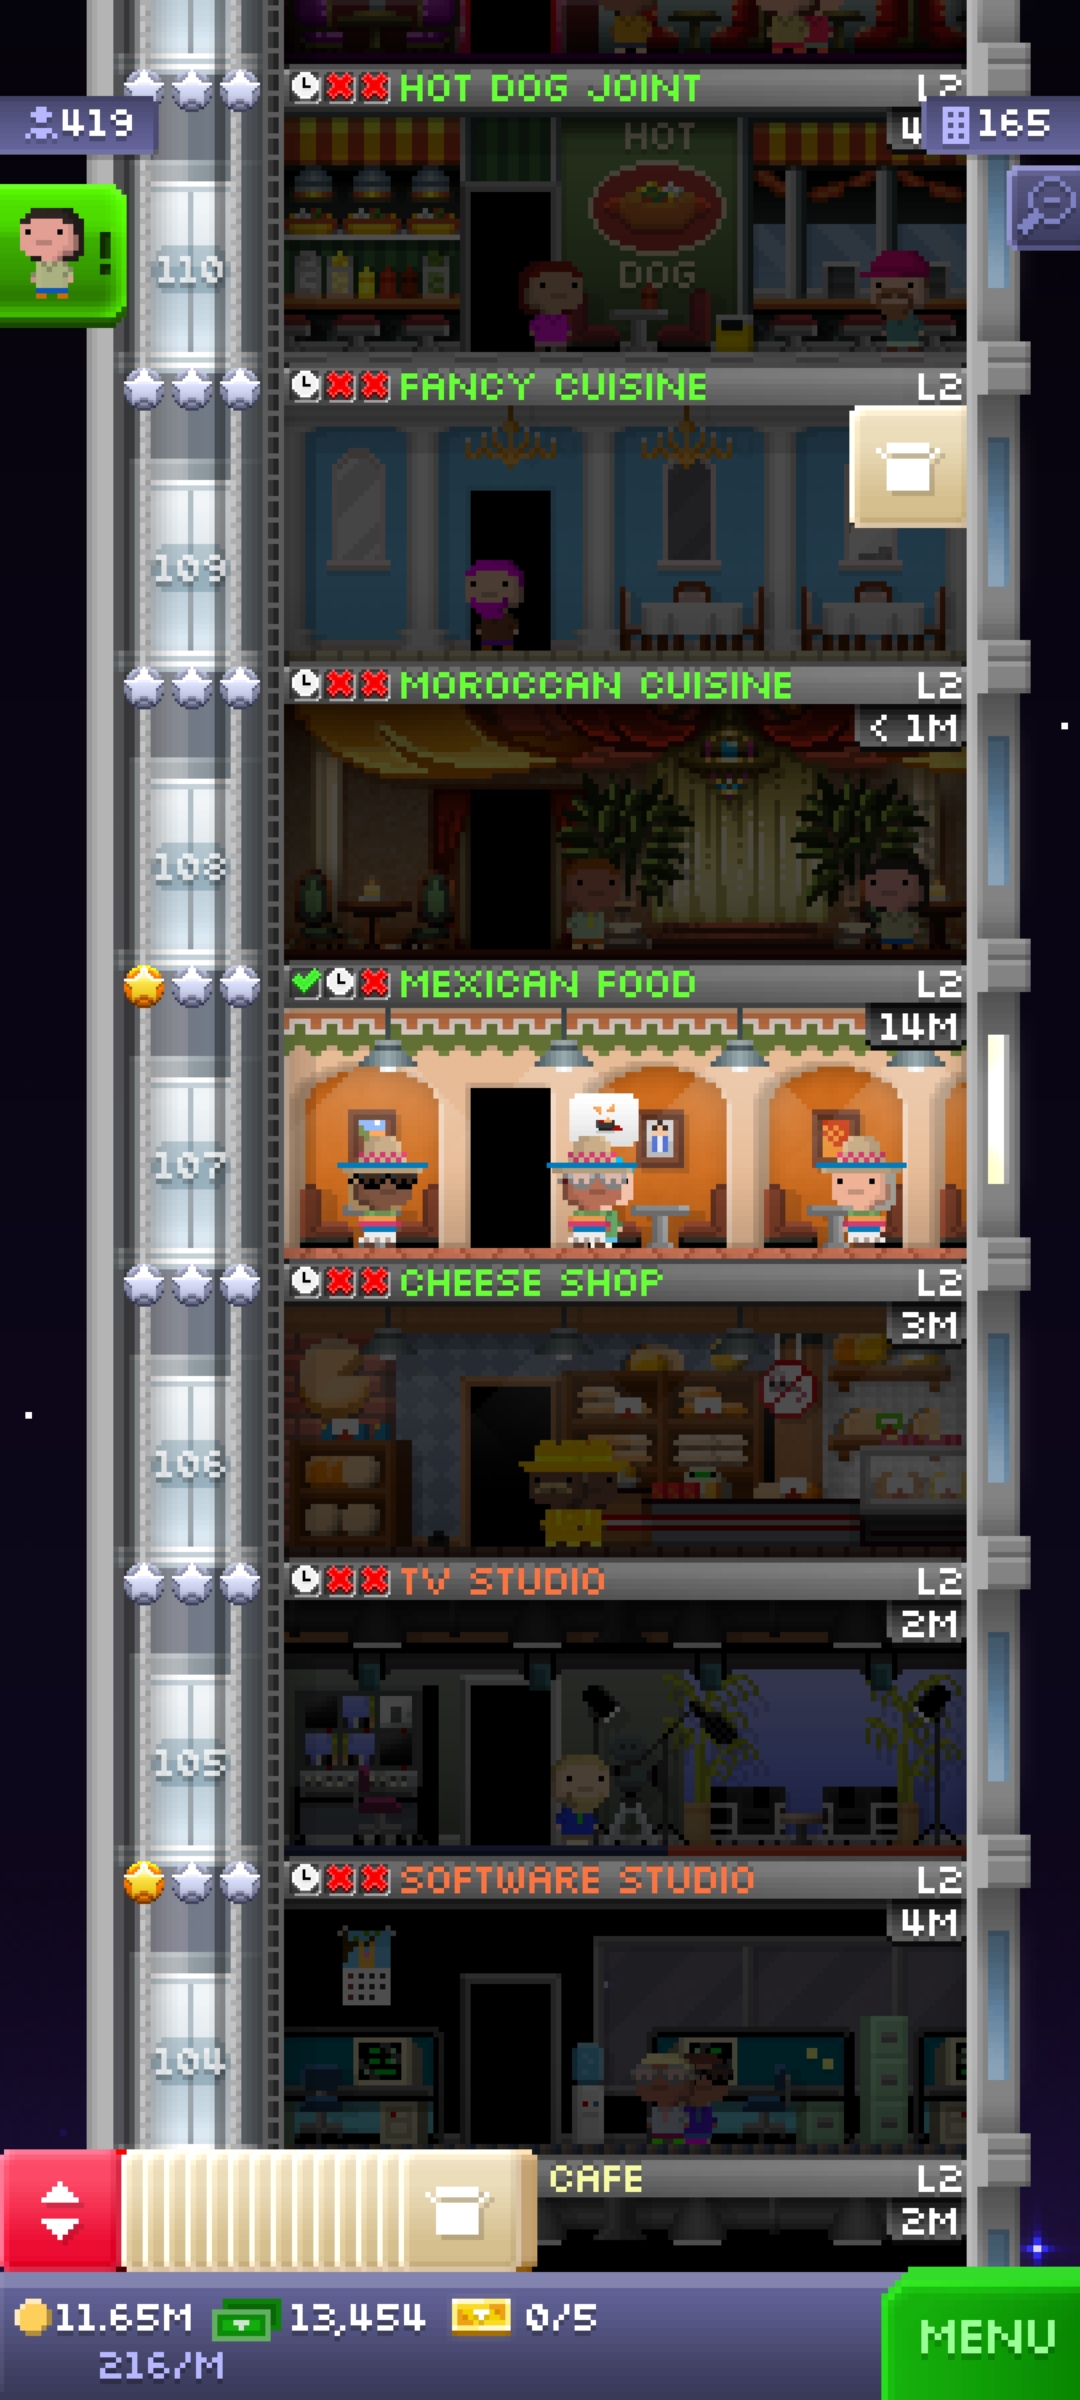 HOT DOG JOINT L2
419
4
165
HOT
DOG
110
FANCY CUISINE L2
109
MOROCCAN CUISINE L2
< 1M
108
MEXICAN FOOD L2
14M
107
CHEESE SHOP L2
3M
106
TV STUDIO L2
2M
105
SOFTWARE STUDIO L2
4M
104
CAFE L2
2M
11.65M 13,454 0/5
216/M
MENU